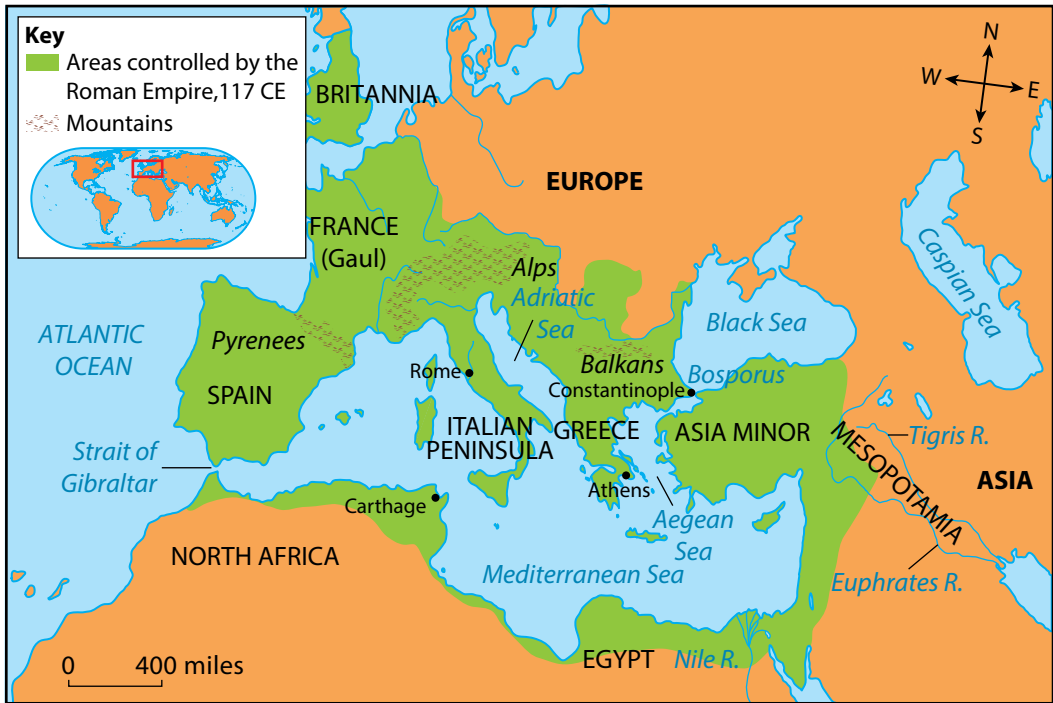 Key
Areas controlled by the
Roman Empire,117 CE
Mountains
N
W
E
S
BRITANNIA
EUROPE
FRANCE
(Gaul)
Alps
Adriatic
Sea
Caspian Sea
Black Sea
ATLANTIC
OCEAN
Pyrenees
Balkans
Bosporus
Rome
Constantinople
SPAIN
ITALIAN
PENINSULA
GREECE
ASIA MINOR
MESOPOTAMIA
Tigris R.
Strait of
Gibraltar
ASIA
Athens
Carthage
Aegean
Sea
NORTH AFRICA
Mediterranean Sea
Euphrates R.
EGYPT
Nile R.
0 400 miles